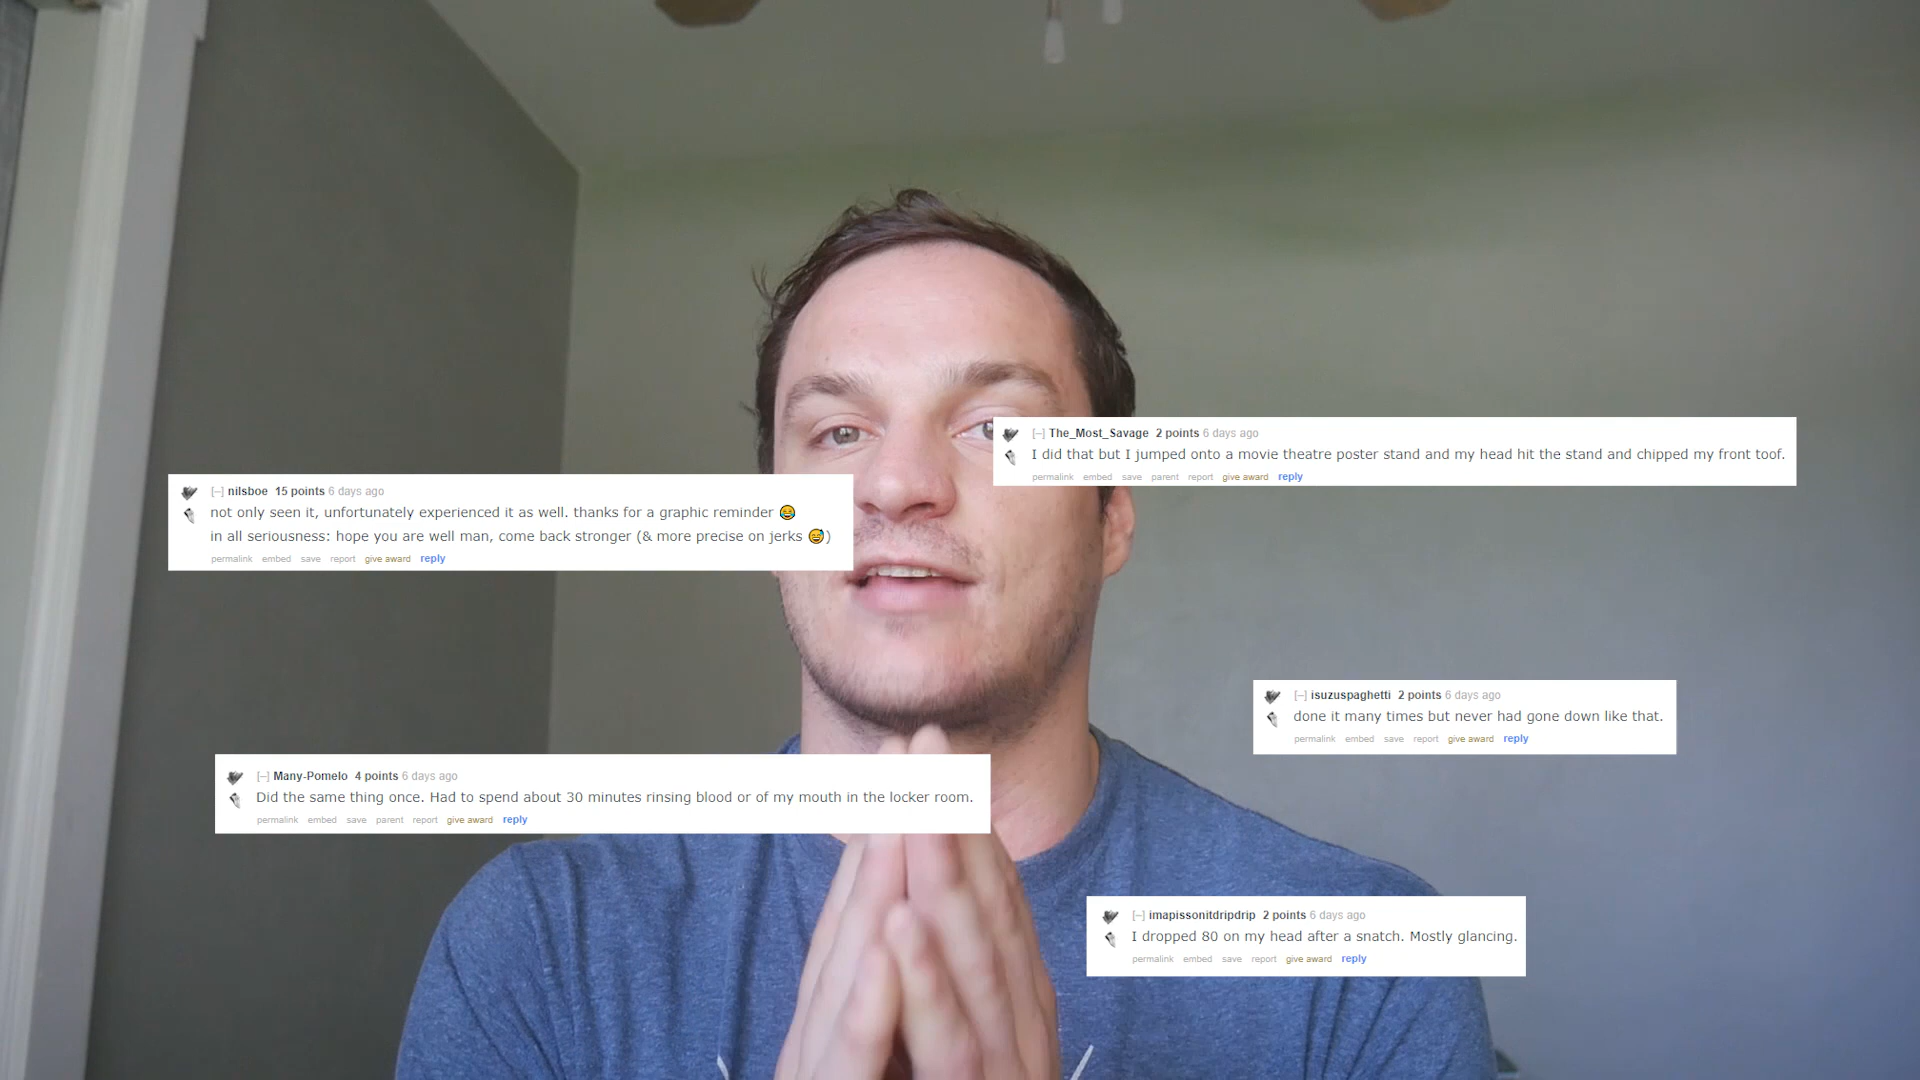 [–] The_Most_Savage 2 points 6 days ago
I did that but I jumped onto a movie theatre poster stand and my head hit the stand and chipped my front toof.
permalink embed save parent report give award reply
[–] nilsboe 15 points 6 days ago
not only seen it, unfortunately experienced it as well. thanks for a graphic reminder 😂
in all seriousness: hope you are well man, come back stronger (& more precise on jerks 😅)
permalink embed save report give award reply
[–] isuzuspaghetti 2 points 6 days ago
done it many times but never had gone down like that.
permalink embed save report give award reply
[–] Many-Pomelo 4 points 6 days ago
Did the same thing once. Had to spend about 30 minutes rinsing blood or of my mouth in the locker room.
permalink embed save parent report give award reply
[–] imapissonitdripdrip 2 points 6 days ago
I dropped 80 on my head after a snatch. Mostly glancing.
permalink embed save report give award reply